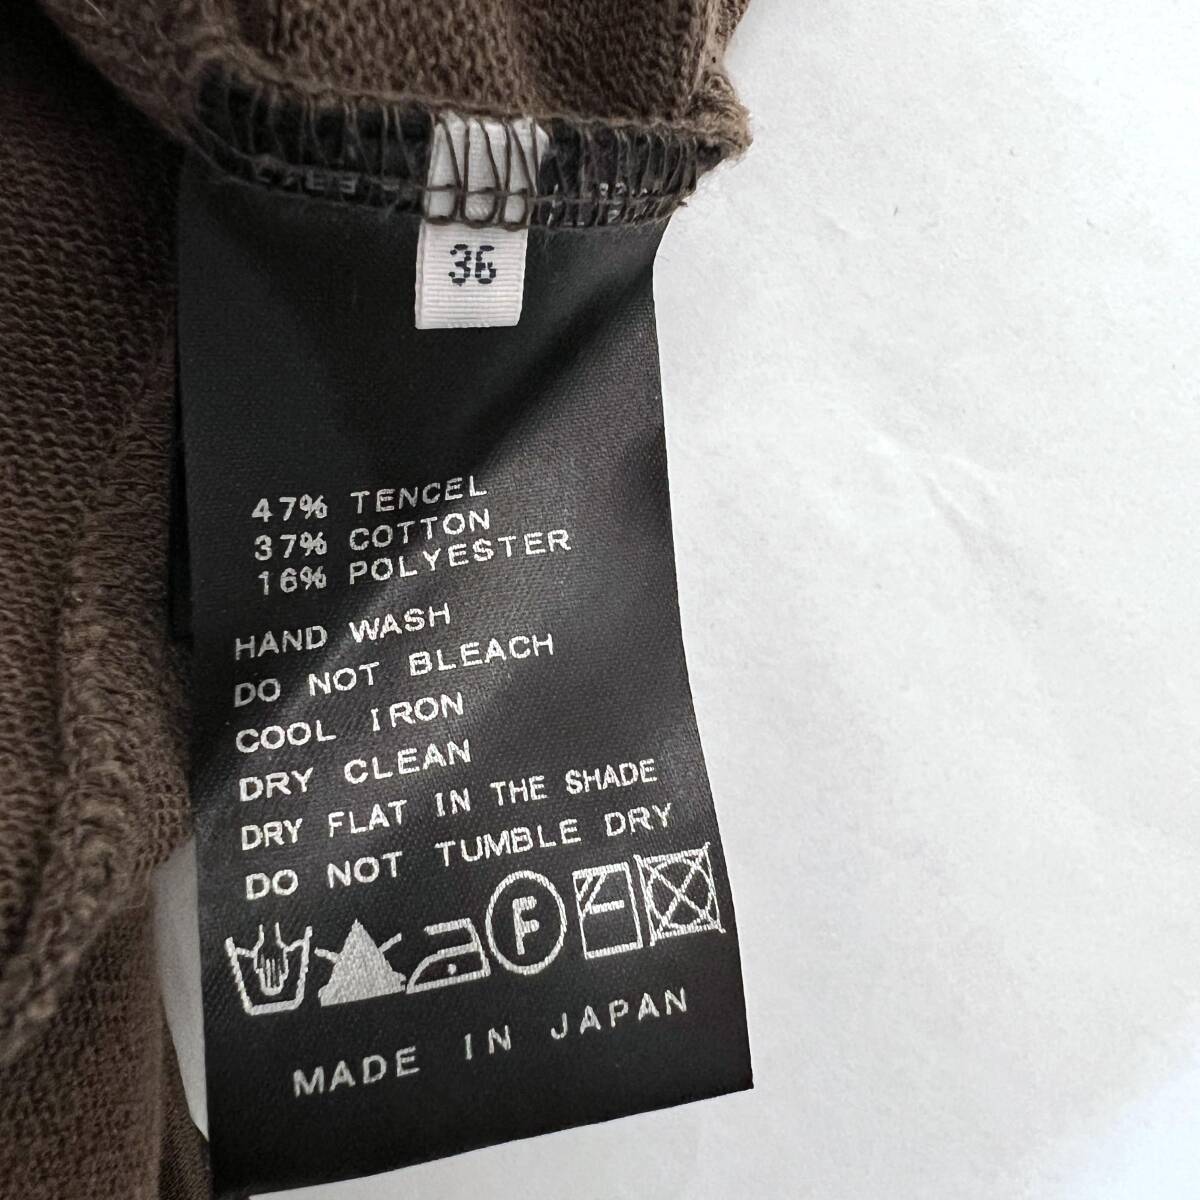 36
47% TENCEL
37% COTTON
16% POLYESTER
HAND WASH
DO NOT BLEACH
COOL IRON
DRY CLEAN
DRY FLAT IN THE SHADE
DO NOT TUMBLE DRY
F
MADE IN JAPAN